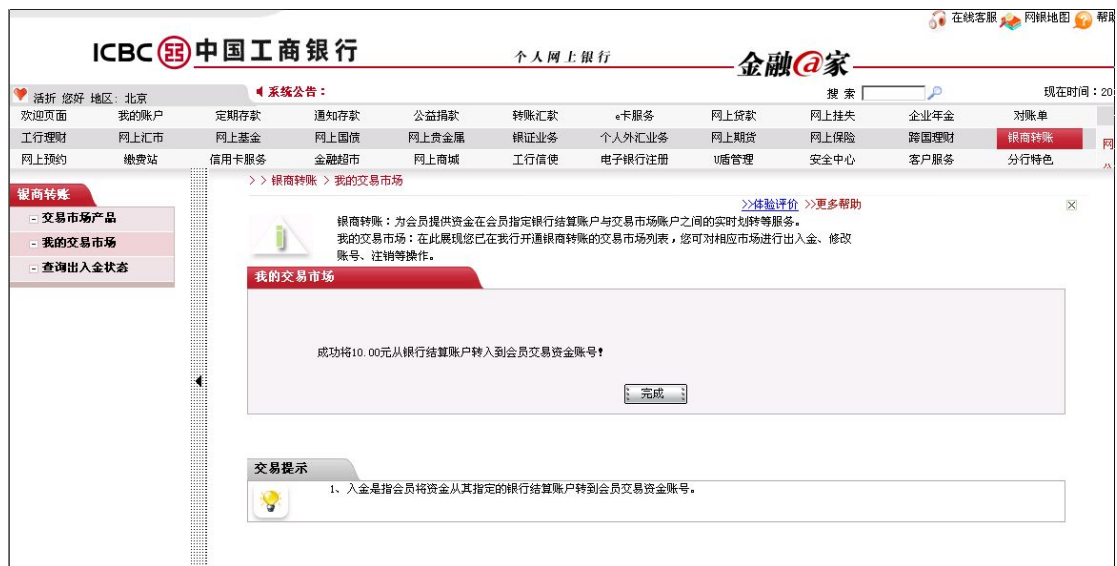 在线客服 网银地图 帮助
ICBC 中国工商银行 个人网上银行 金融@家
活折 您好 地区：北京 系统公告： 搜 索 现在时间：20
欢迎页面 我的账户 定期存款 通知存款 公益捐款 转账汇款 e卡服务 网上贷款 网上挂失 企业年金 对账单
工行理财 网上汇市 网上基金 网上国债 网上贵金属 银证业务 个人外汇业务 网上期货 网上保险 跨国理财 银商转账 网
网上预约 缴费站 信用卡服务 金融超市 网上商城 工行信使 电子银行注册 U盾管理 安全中心 客户服务 分行特色
> > 银商转账 > 我的交易市场
银商转账
交易市场产品
我的交易市场
查询出入金状态
>>体验评价 >>更多帮助
银商转账：为会员提供资金在会员指定银行结算账户与交易市场账户之间的实时划转等服务。
我的交易市场：在此展现您已在我行开通银商转账的交易市场列表，您可对相应市场进行出入金、修改
账号、注销等操作。
我的交易市场
成功将10.00元从银行结算账户转入到会员交易资金账号！
完成
交易提示
1、入金是指会员将资金从其指定的银行结算账户转到会员交易资金账号。